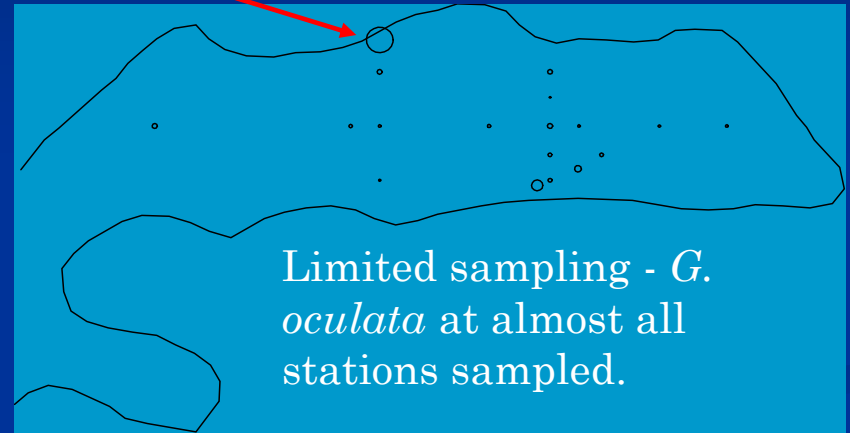 Limited sampling - G.
oculata at almost all
stations sampled.